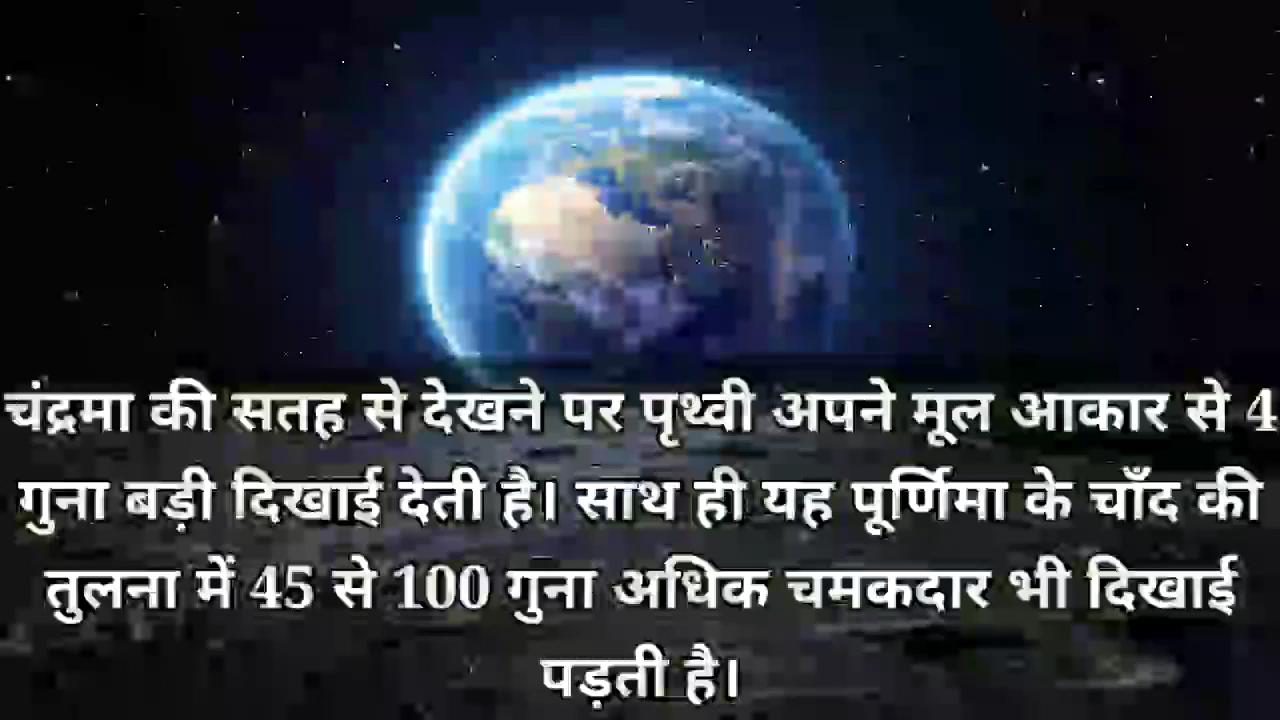 चंद्रमा की सतह से देखने पर पृथ्वी अपने मूल आकार से 4
गुना बड़ी दिखाई देती है। साथ ही यह पूर्णिमा के चाँद की
तुलना में 45 से 100 गुना अधिक चमकदार भी दिखाई
पड़ती है।